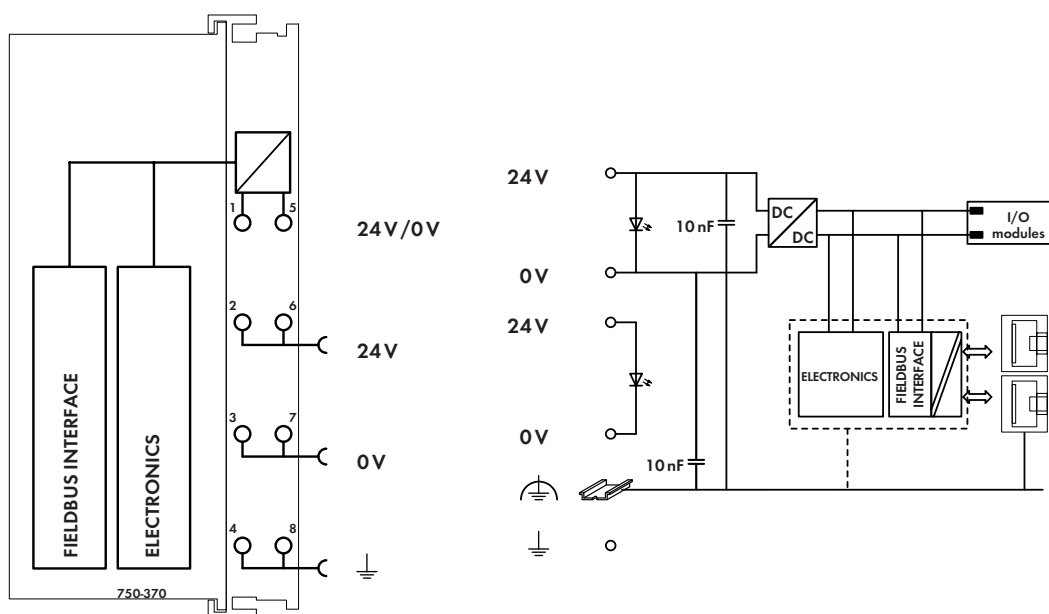 1
5
24V/0V
2
6
24V
3
7
0V
4
8
FIELDBUS INTERFACE
ELECTRONICS
750-370
24V
0V
24V
0V
10nF
10nF
DC
DC
I/O
modules
ELECTRONICS
FIELDBUS
INTERFACE